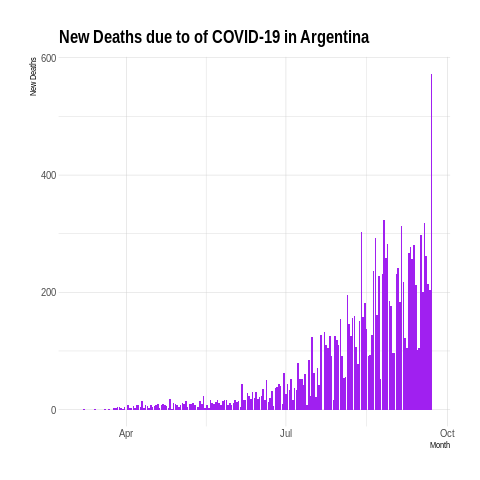 New Deaths due to of COVID-19 in Argentina
New Deaths
600
400
200
0
Apr
Jul
Oct
Month